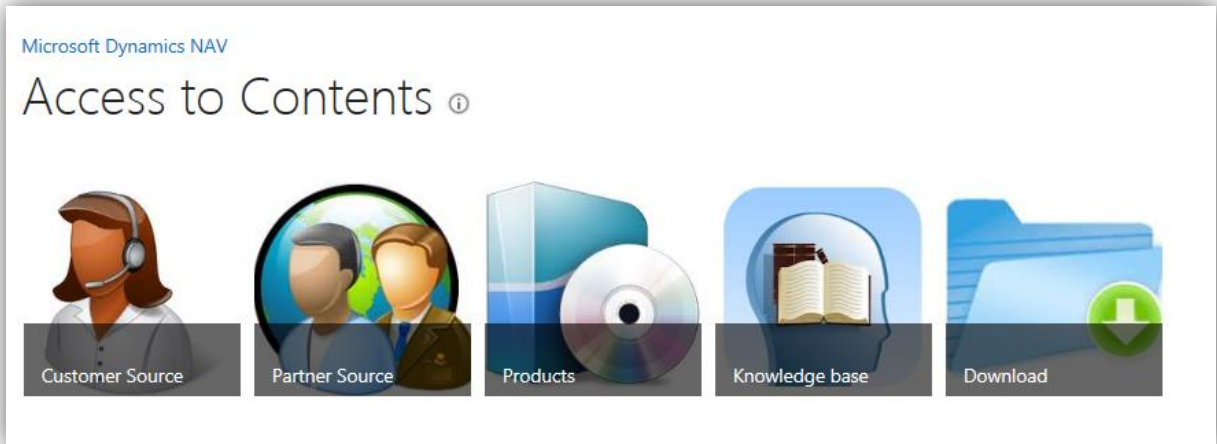 Microsoft Dynamics NAV
Access to Contents
Customer Source
Partner Source
Products
Knowledge base
Download